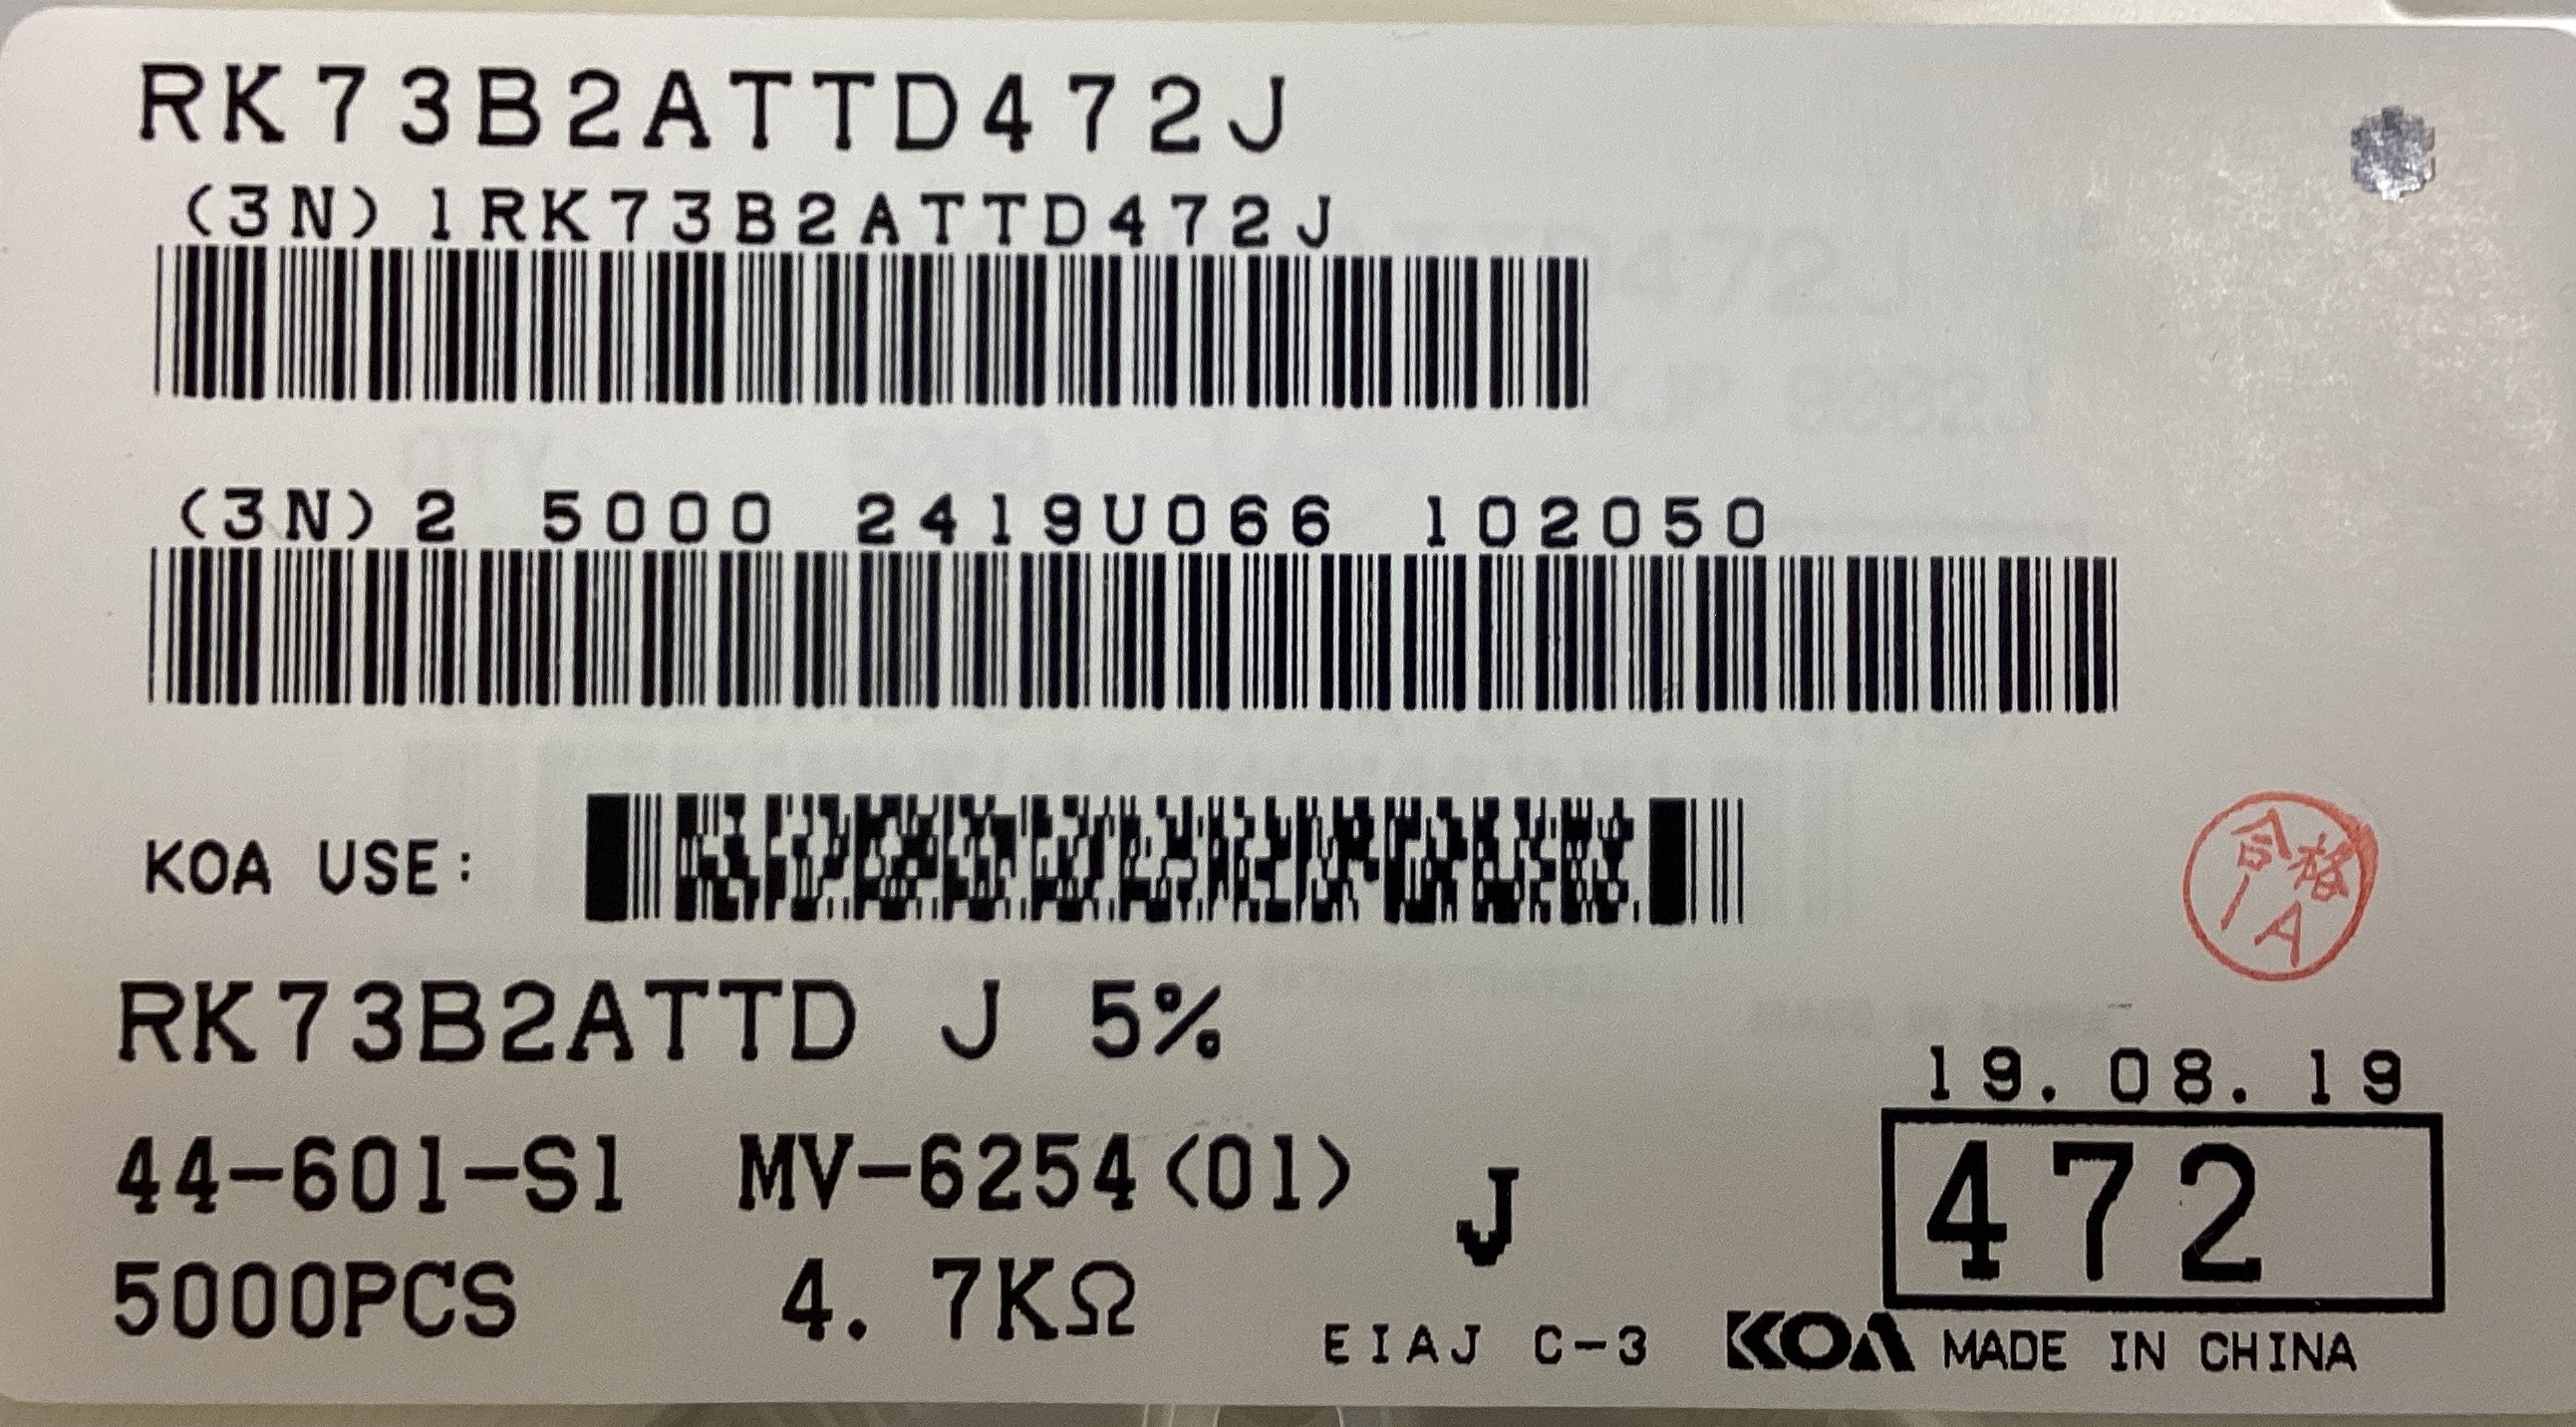 RK73B2ATTD472J
(3N)1RK73B2ATTD472J
(3N)2 5000 2419U066 102050
KOA USE:
合格
1A
RK73B2ATTD J 5%
19.08.19
44-601-S1 MV-6254(01) J
472
5000PCS 4.7KΩ
EIAJ C-3 KOA MADE IN CHINA